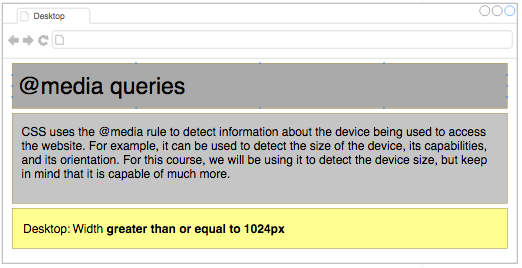 Desktop
@media queries
CSS uses the @media rule to detect information about the device being used to access
the website. For example, it can be used to detect the size of the device, its capabilities,
and its orientation. For this course, we will be using it to detect the device size, but keep
in mind that it is capable of much more.
Desktop: Width greater than or equal to 1024px